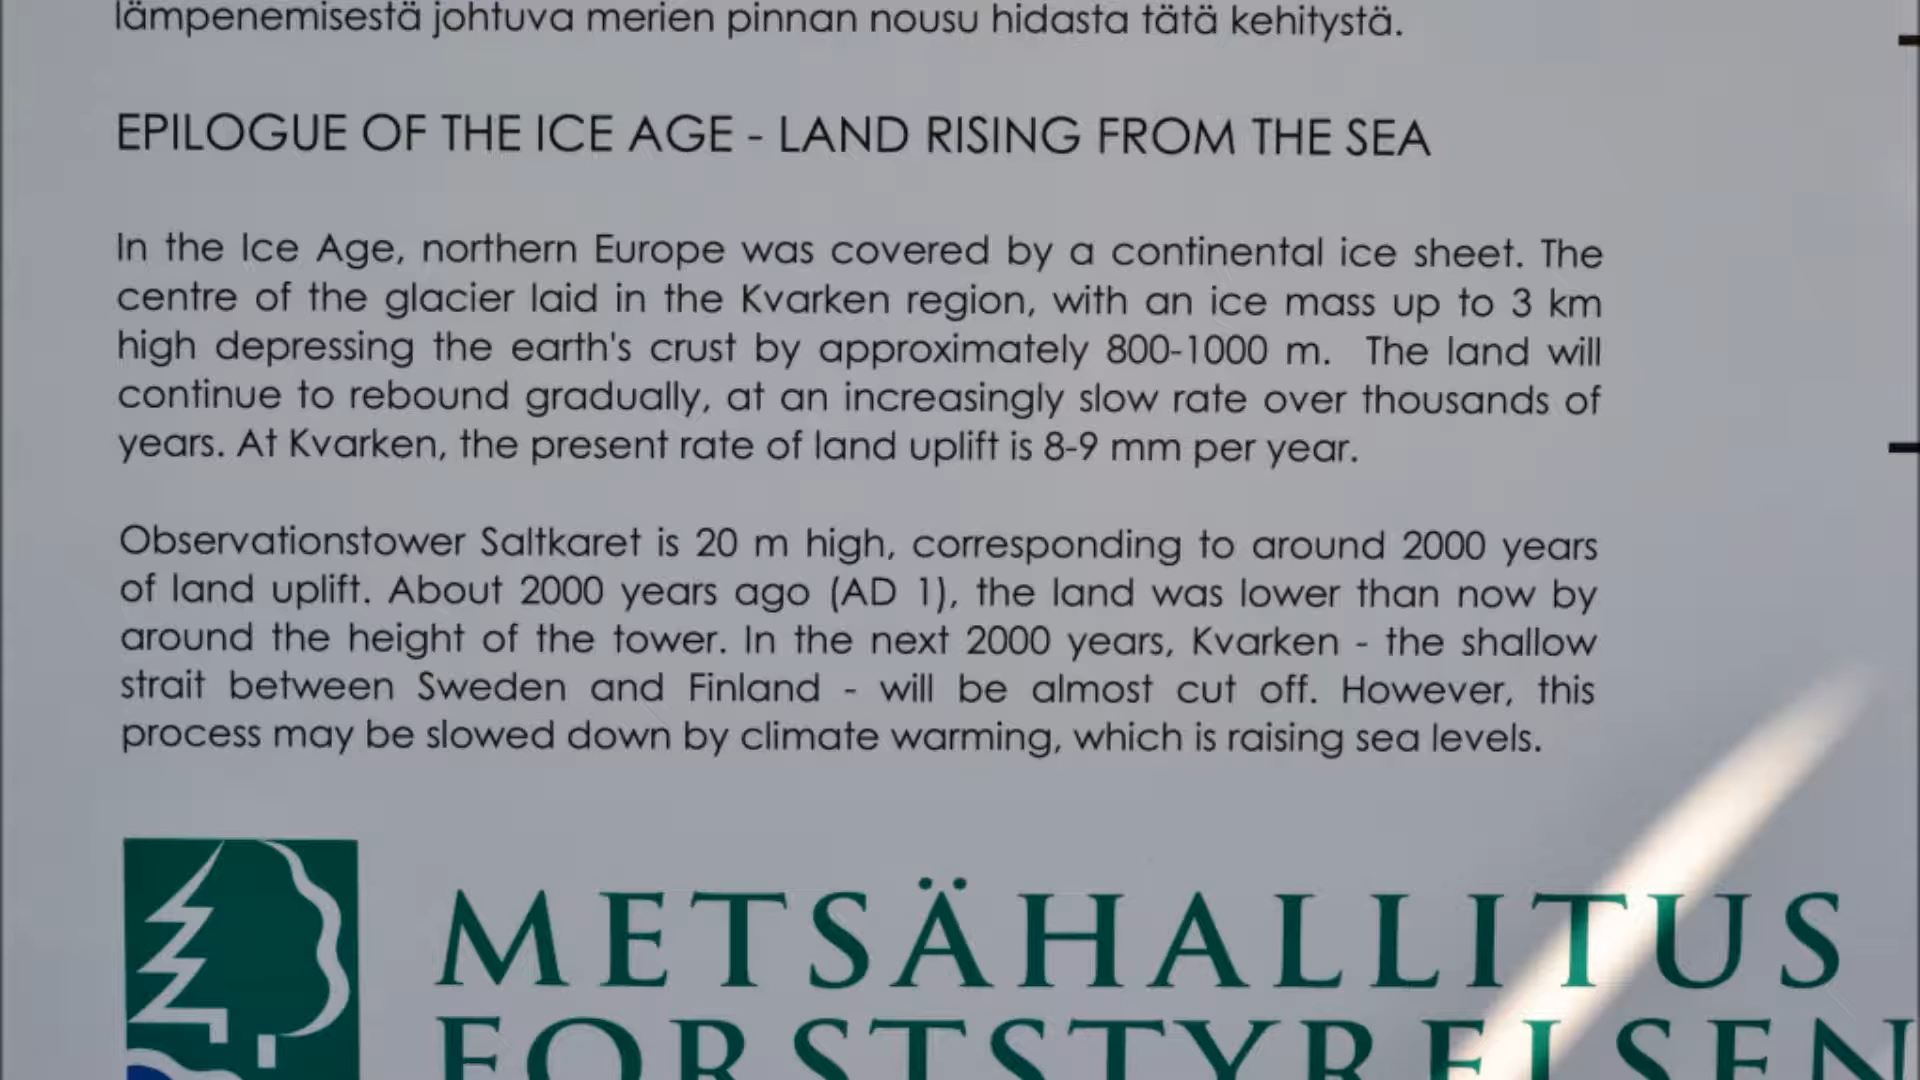 lämpenemisestä johtuva merien pinnan nousu hidasta tätä kehitystä.
EPILOGUE OF THE ICE AGE - LAND RISING FROM THE SEA
In the Ice Age, northern Europe was covered by a continental ice sheet. The
centre of the glacier laid in the Kvarken region, with an ice mass up to 3 km
high depressing the earth's crust by approximately 800-1000 m. The land will
continue to rebound gradually, at an increasingly slow rate over thousands of
years. At Kvarken, the present rate of land uplift is 8-9 mm per year.
Observationstower Saltkaret is 20 m high, corresponding to around 2000 years
of land uplift. About 2000 years ago (AD 1), the land was lower than now by
around the height of the tower. In the next 2000 years, Kvarken - the shallow
strait between Sweden and Finland - will be almost cut off. However, this
process may be slowed down by climate warming, which is raising sea levels.
METSÄHALLITUS
FORSTSTYRELSEN